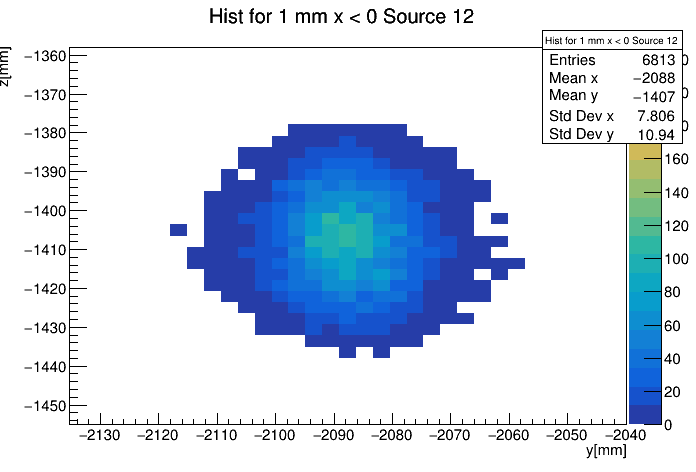 Hist for 1 mm x < 0 Source 12
Hist for 1 mm x < 0 Source 12
Entries 6813
Mean x −2088
Mean y −1407
Std Dev x 7.806
Std Dev y 10.94
z[mm]
−1360
−1370
−1380
−1390
−1400
−1410
−1420
−1430
−1440
−1450
160
140
120
100
80
60
40
20
0
−2130 −2120 −2110 −2100 −2090 −2080 −2070 −2060 −2050 −2040
y[mm]